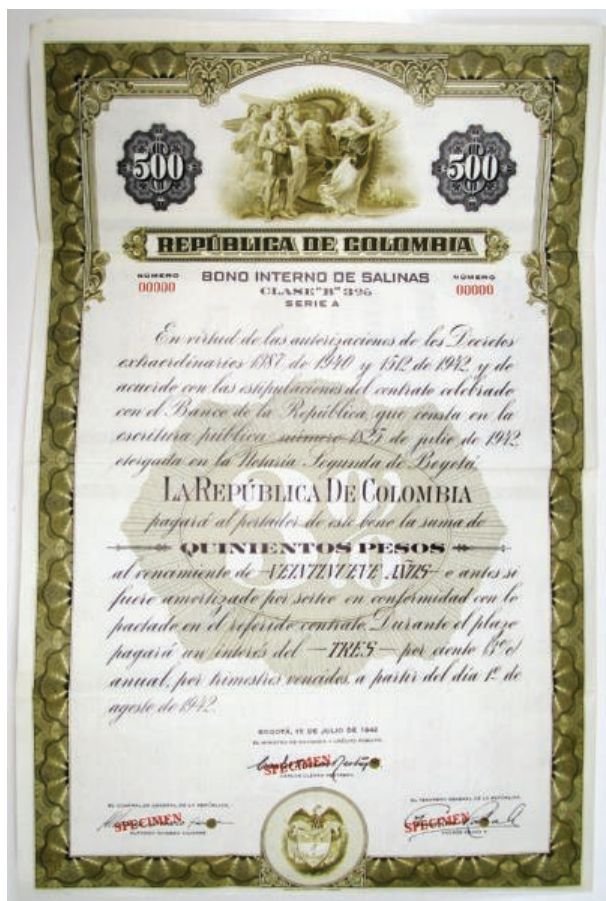 500 500
REPÚBLICA DE COLOMBIA
NÚMERO BONO INTERNO DE SALINAS NÚMERO
00000 CLASE "B" 3% 00000
SERIE A
En virtud de las autorizaciones de los Decretos
extraordinarios 1387 de 1940 y 1512 de 1942 y de
acuerdo con las estipulaciones del contrato celebrado
con el Banco de la República, que consta en la
escritura pública número 1825 de julio de 1942
otorgada en la Notaría Segunda de Bogotá
LA REPÚBLICA DE COLOMBIA
pagará al portador de este bono la suma de
QUINIENTOS PESOS
al vencimiento de —VEINTINUEVE AÑOS— o antes si
fuere amortizado por sorteo en conformidad con lo
pactado en el referido contrato. Durante el plazo
pagará un interés del —TRES— por ciento (3%)
anual, por trimestres vencidos, a partir del día 1º de
agosto de 1942.
3%
BOGOTÁ, 15 DE JULIO DE 1942
EL MINISTRO DE HACIENDA Y CRÉDITO PÚBLICO,
SPECIMEN
CARLOS LLERAS RESTREPO
EL CONTRALOR GENERAL DE LA REPÚBLICA, EL TESORERO GENERAL DE LA REPÚBLICA,
SPECIMEN SPECIMEN